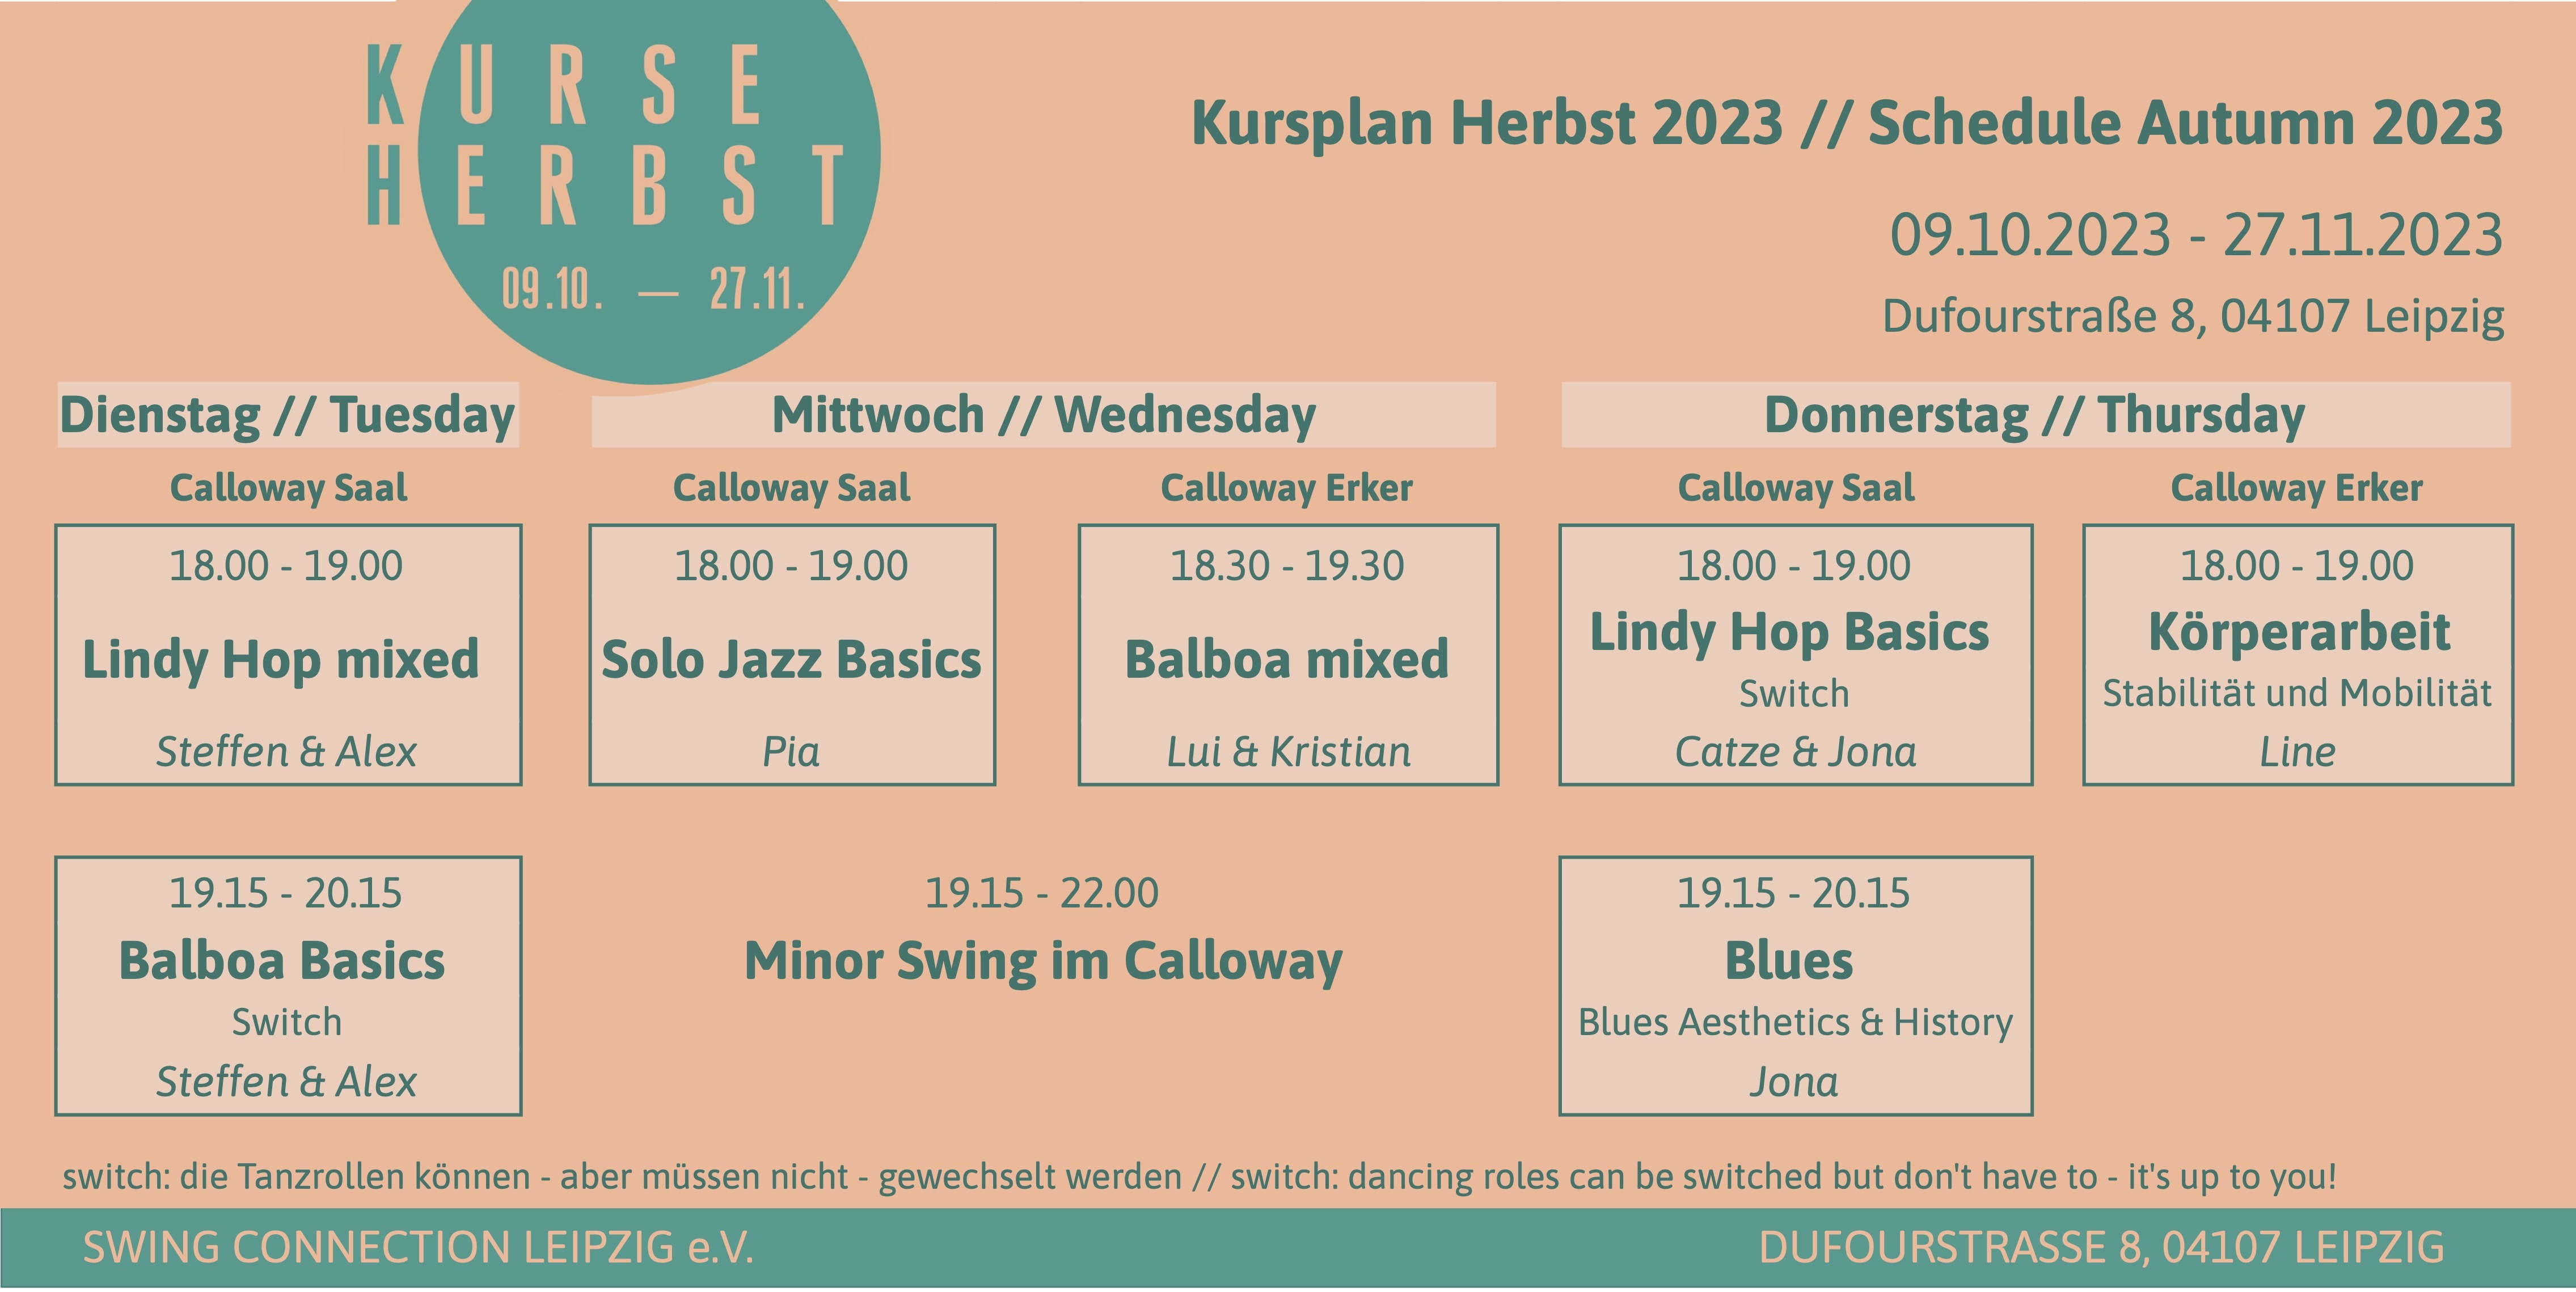 KURSE
HERBST
09.10. — 27.11.
Kursplan Herbst 2023 // Schedule Autumn 2023
09.10.2023 - 27.11.2023
Dufourstraße 8, 04107 Leipzig
Dienstag // Tuesday
Calloway Saal
18.00 - 19.00
Lindy Hop mixed
Steffen & Alex
19.15 - 20.15
Balboa Basics
Switch
Steffen & Alex
Mittwoch // Wednesday
Calloway Saal
18.00 - 19.00
Solo Jazz Basics
Pia
Calloway Erker
18.30 - 19.30
Balboa mixed
Lui & Kristian
19.15 - 22.00
Minor Swing im Calloway
Donnerstag // Thursday
Calloway Saal
18.00 - 19.00
Lindy Hop Basics
Switch
Catze & Jona
19.15 - 20.15
Blues
Blues Aesthetics & History
Jona
Calloway Erker
18.00 - 19.00
Körperarbeit
Stabilität und Mobilität
Line
switch: die Tanzrollen können - aber müssen nicht - gewechselt werden // switch: dancing roles can be switched but don't have to - it's up to you!
SWING CONNECTION LEIPZIG e.V.
DUFOURSTRASSE 8, 04107 LEIPZIG